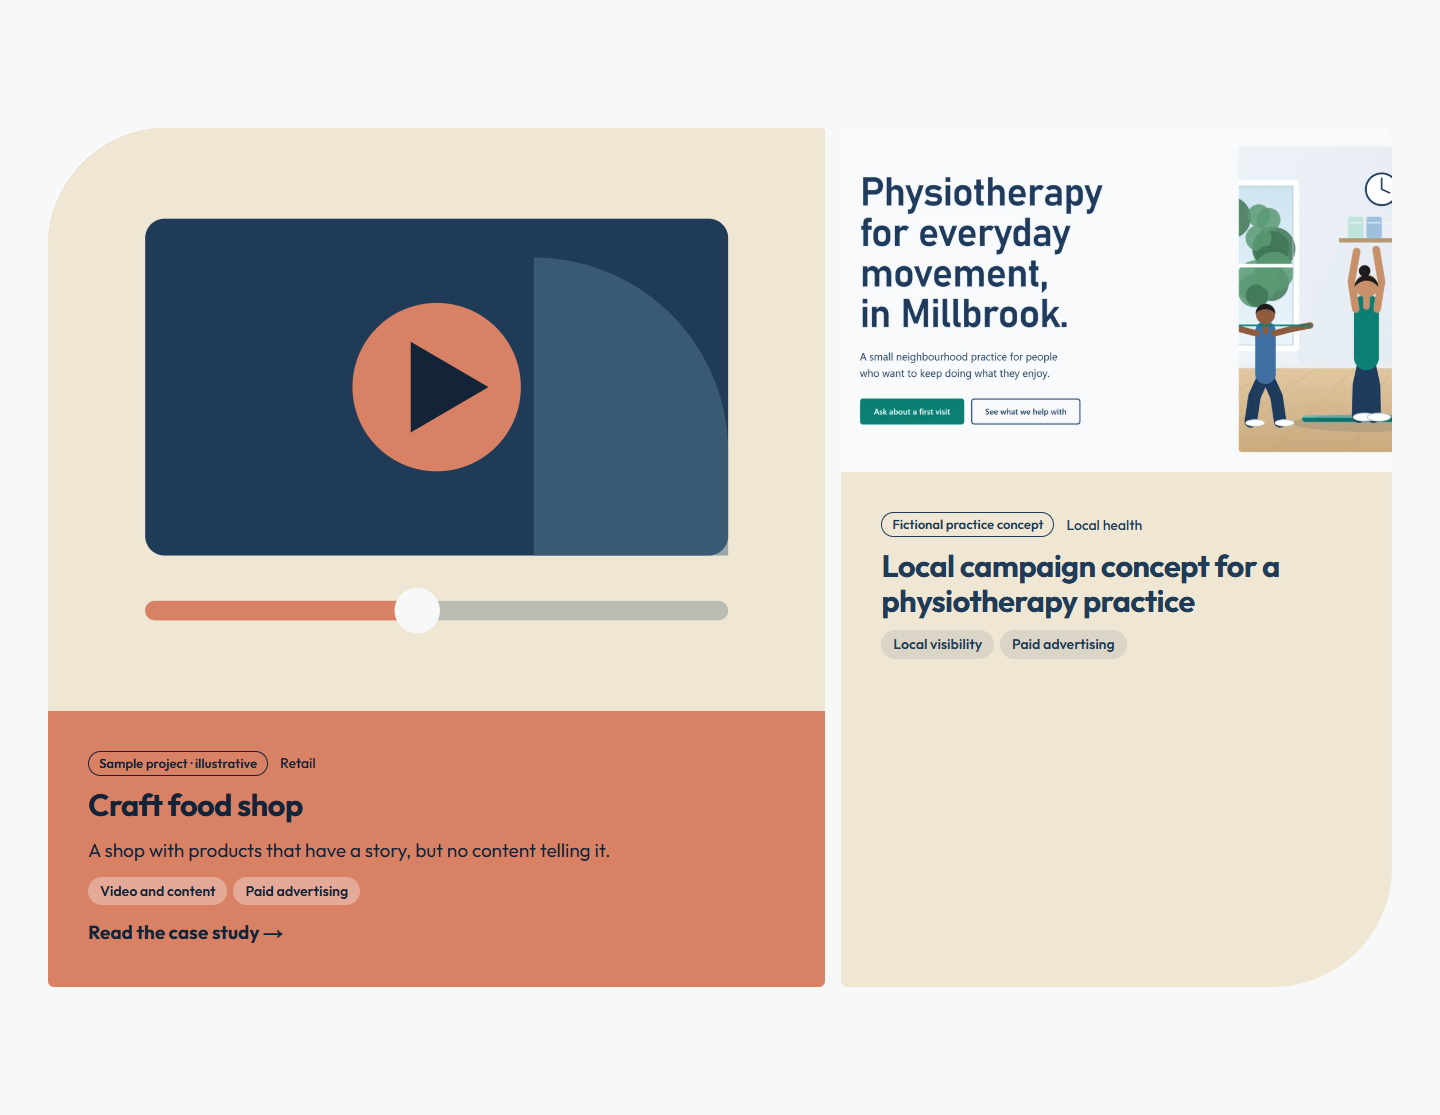 Sample project · illustrative
Retail
Craft food shop
A shop with products that have a story, but no content telling it.
Video and content
Paid advertising
Read the case study →
Physiotherapy
for everyday
movement,
in Millbrook.
A small neighbourhood practice for people
who want to keep doing what they enjoy.
Ask about a first visit
See what we help with
Fictional practice concept
Local health
Local campaign concept for a
physiotherapy practice
Local visibility
Paid advertising